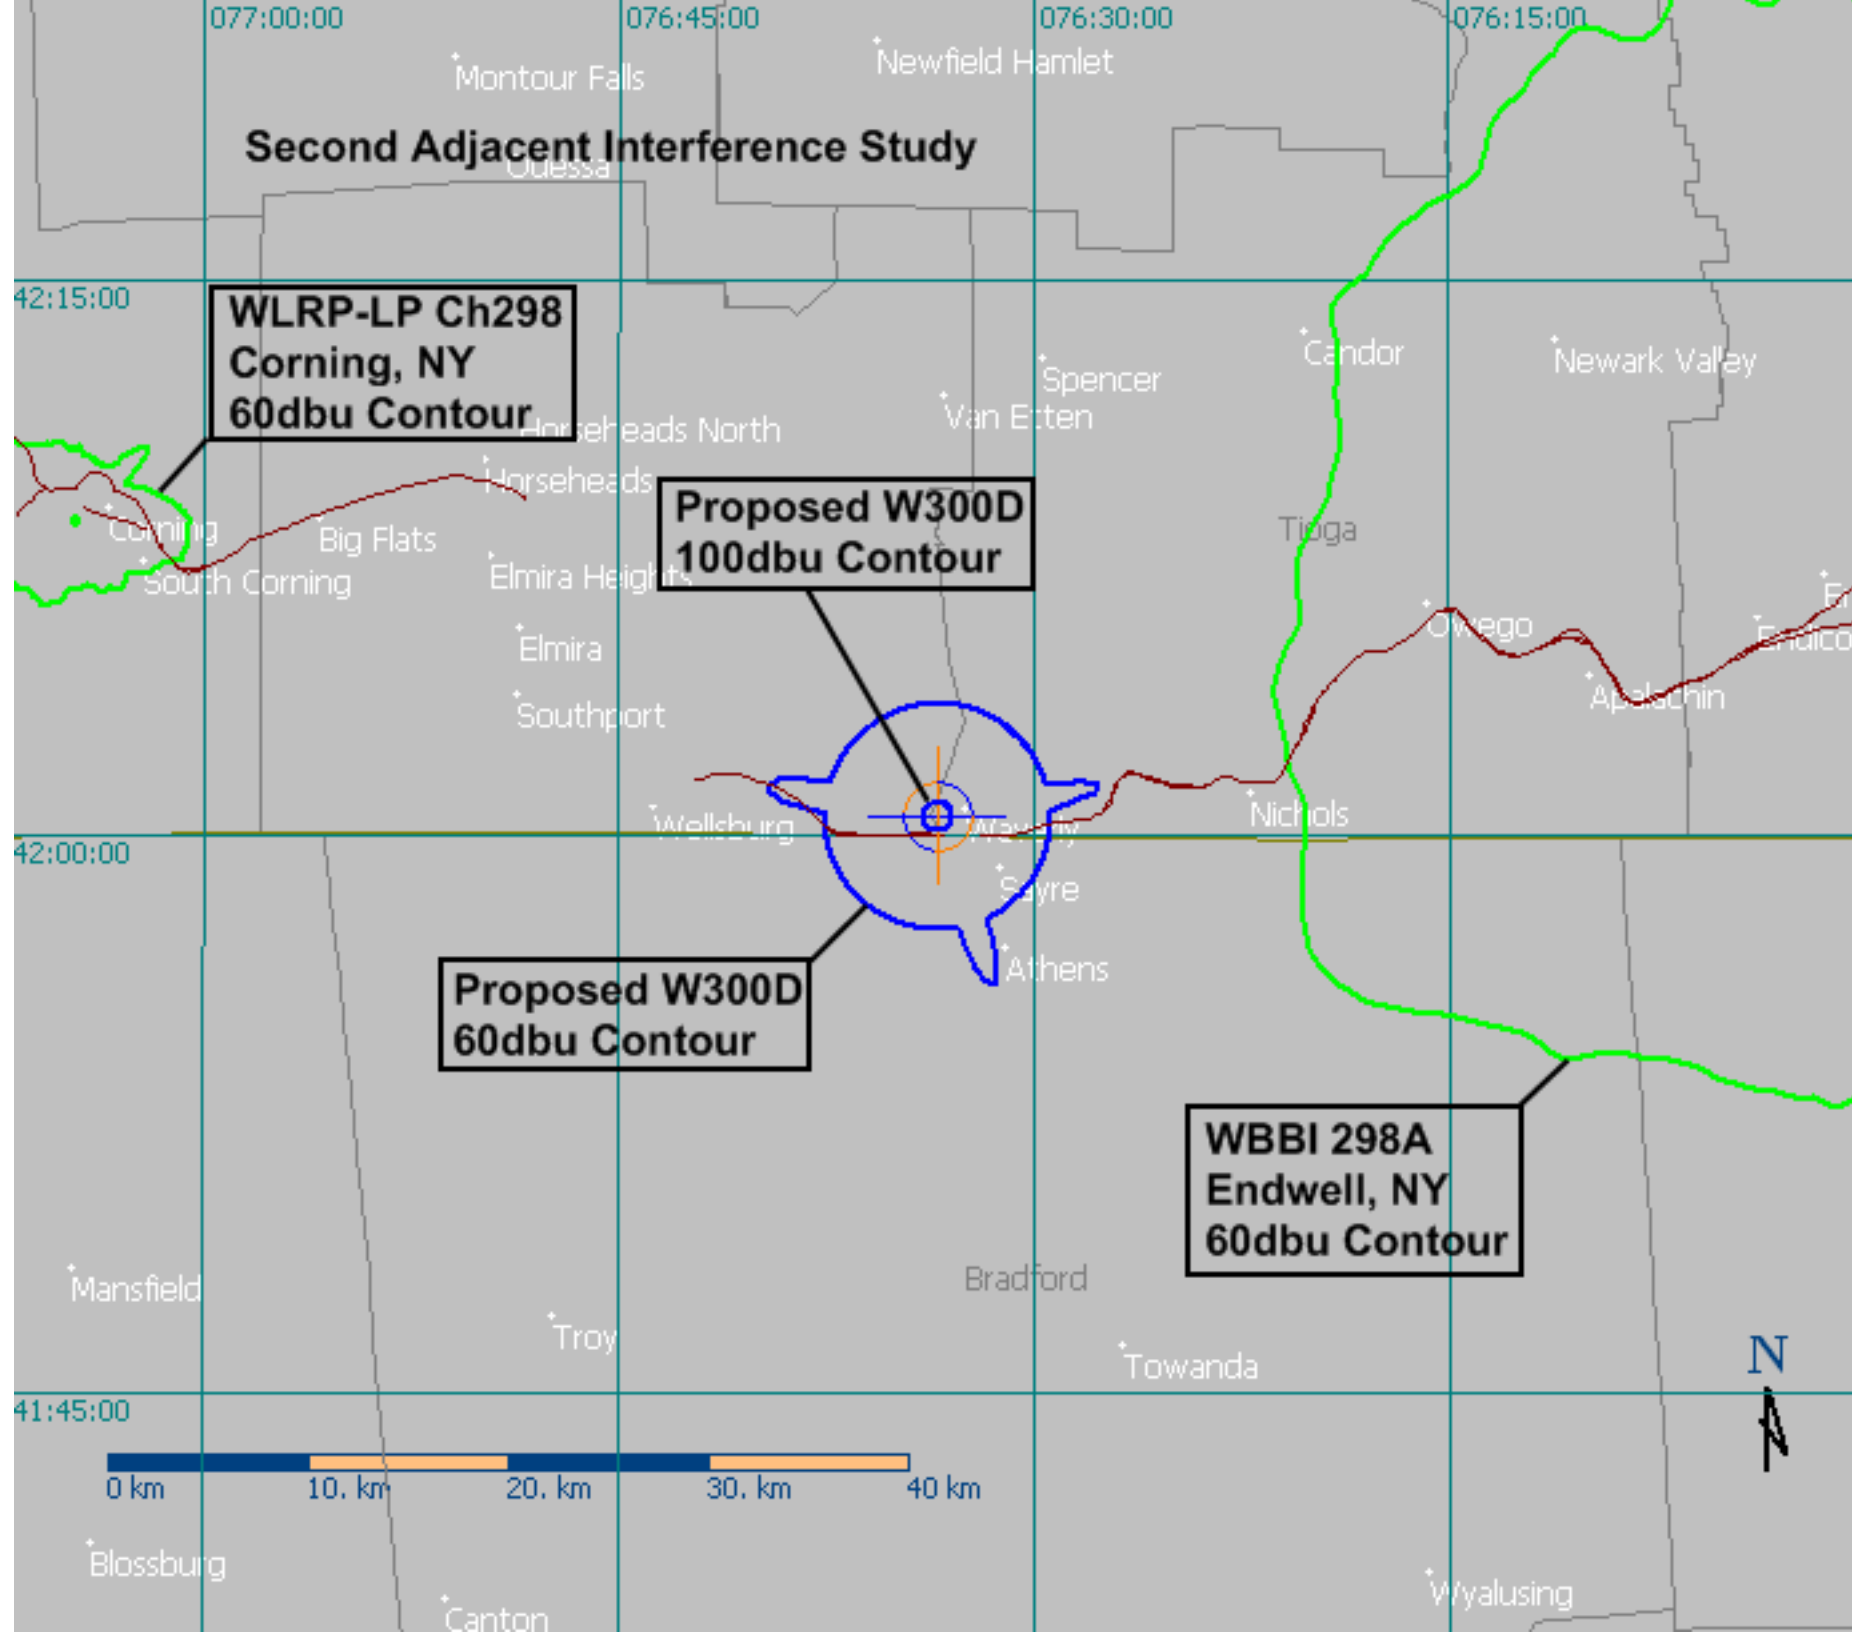 077:00:00
076:45:00
076:30:00
076:15:00
Newfield Hamlet
Montour Falls
Second Adjacent Interference Study
Odessa
42:15:00
WLRP-LP Ch298
Corning, NY
60dbu Contour
Candor
Newark Valley
Spencer
Van Etten
Horseheads North
Horseheads
Proposed W300D
100dbu Contour
Corning
Big Flats
Tioga
South Corning
Elmira Heights
Owego
Elmira
Apalachin
Southport
Nichols
Wellsburg
Waverly
42:00:00
Sayre
Athens
Proposed W300D
60dbu Contour
WBBI 298A
Endwell, NY
60dbu Contour
Bradford
Mansfield
Troy
Towanda
N
41:45:00
0 km
10. km
20. km
30. km
40 km
Blossburg
Wyalusing
Canton